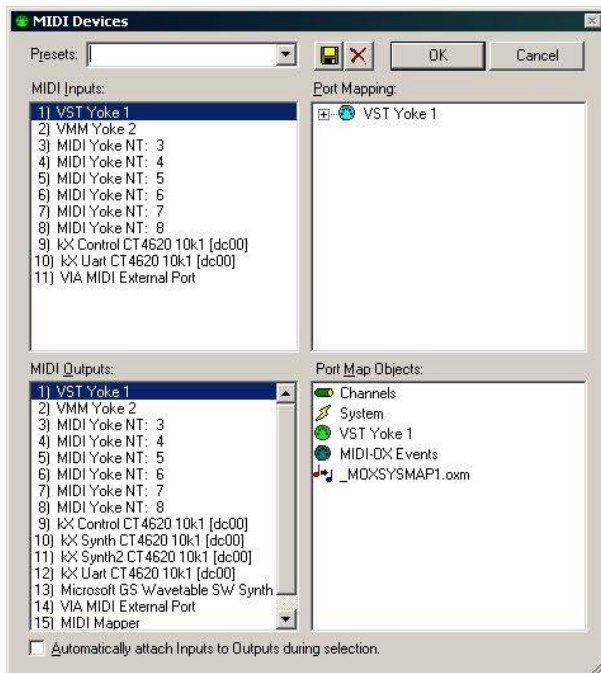 MIDI Devices
Presets:
OK
Cancel
MIDI Inputs:
1) VST Yoke 1
2) VMM Yoke 2
3) MIDI Yoke NT: 3
4) MIDI Yoke NT: 4
5) MIDI Yoke NT: 5
6) MIDI Yoke NT: 6
7) MIDI Yoke NT: 7
8) MIDI Yoke NT: 8
9) kX Control CT4620 10k1 [dc00]
10) kX Uart CT4620 10k1 [dc00]
11) VIA MIDI External Port
Port Mapping:
VST Yoke 1
MIDI Outputs:
1) VST Yoke 1
2) VMM Yoke 2
3) MIDI Yoke NT: 3
4) MIDI Yoke NT: 4
5) MIDI Yoke NT: 5
6) MIDI Yoke NT: 6
7) MIDI Yoke NT: 7
8) MIDI Yoke NT: 8
9) kX Control CT4620 10k1 [dc00]
10) kX Synth CT4620 10k1 [dc00]
11) kX Synth2 CT4620 10k1 [dc00]
12) kX Uart CT4620 10k1 [dc00]
13) Microsoft GS Wavetable SW Synth
14) VIA MIDI External Port
15) MIDI Mapper
Port Map Objects:
Channels
System
VST Yoke 1
MIDI-OX Events
_MOXSYSMAP1.oxm
Automatically attach Inputs to Outputs during selection.